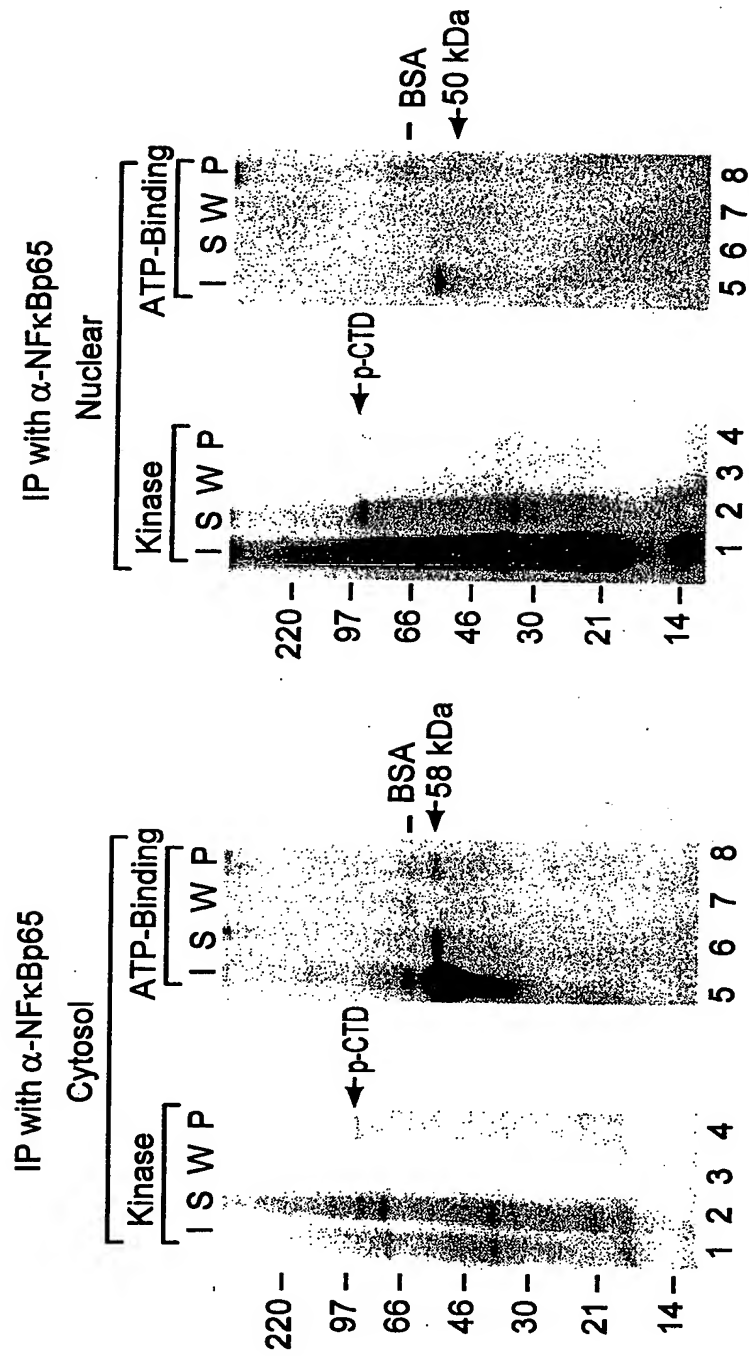 IP with α-NFκBp65
Cytosol
Kinase
ATP-Binding
I S W P
I S W P
220
97
66
46
30
21
14
p-CTD
BSA
58 kDa
1 2 3 4
5 6 7 8
IP with α-NFκBp65
Nuclear
Kinase
ATP-Binding
I S W P
I S W P
220
97
66
46
30
21
14
p-CTD
BSA
50 kDa
1 2 3 4
5 6 7 8